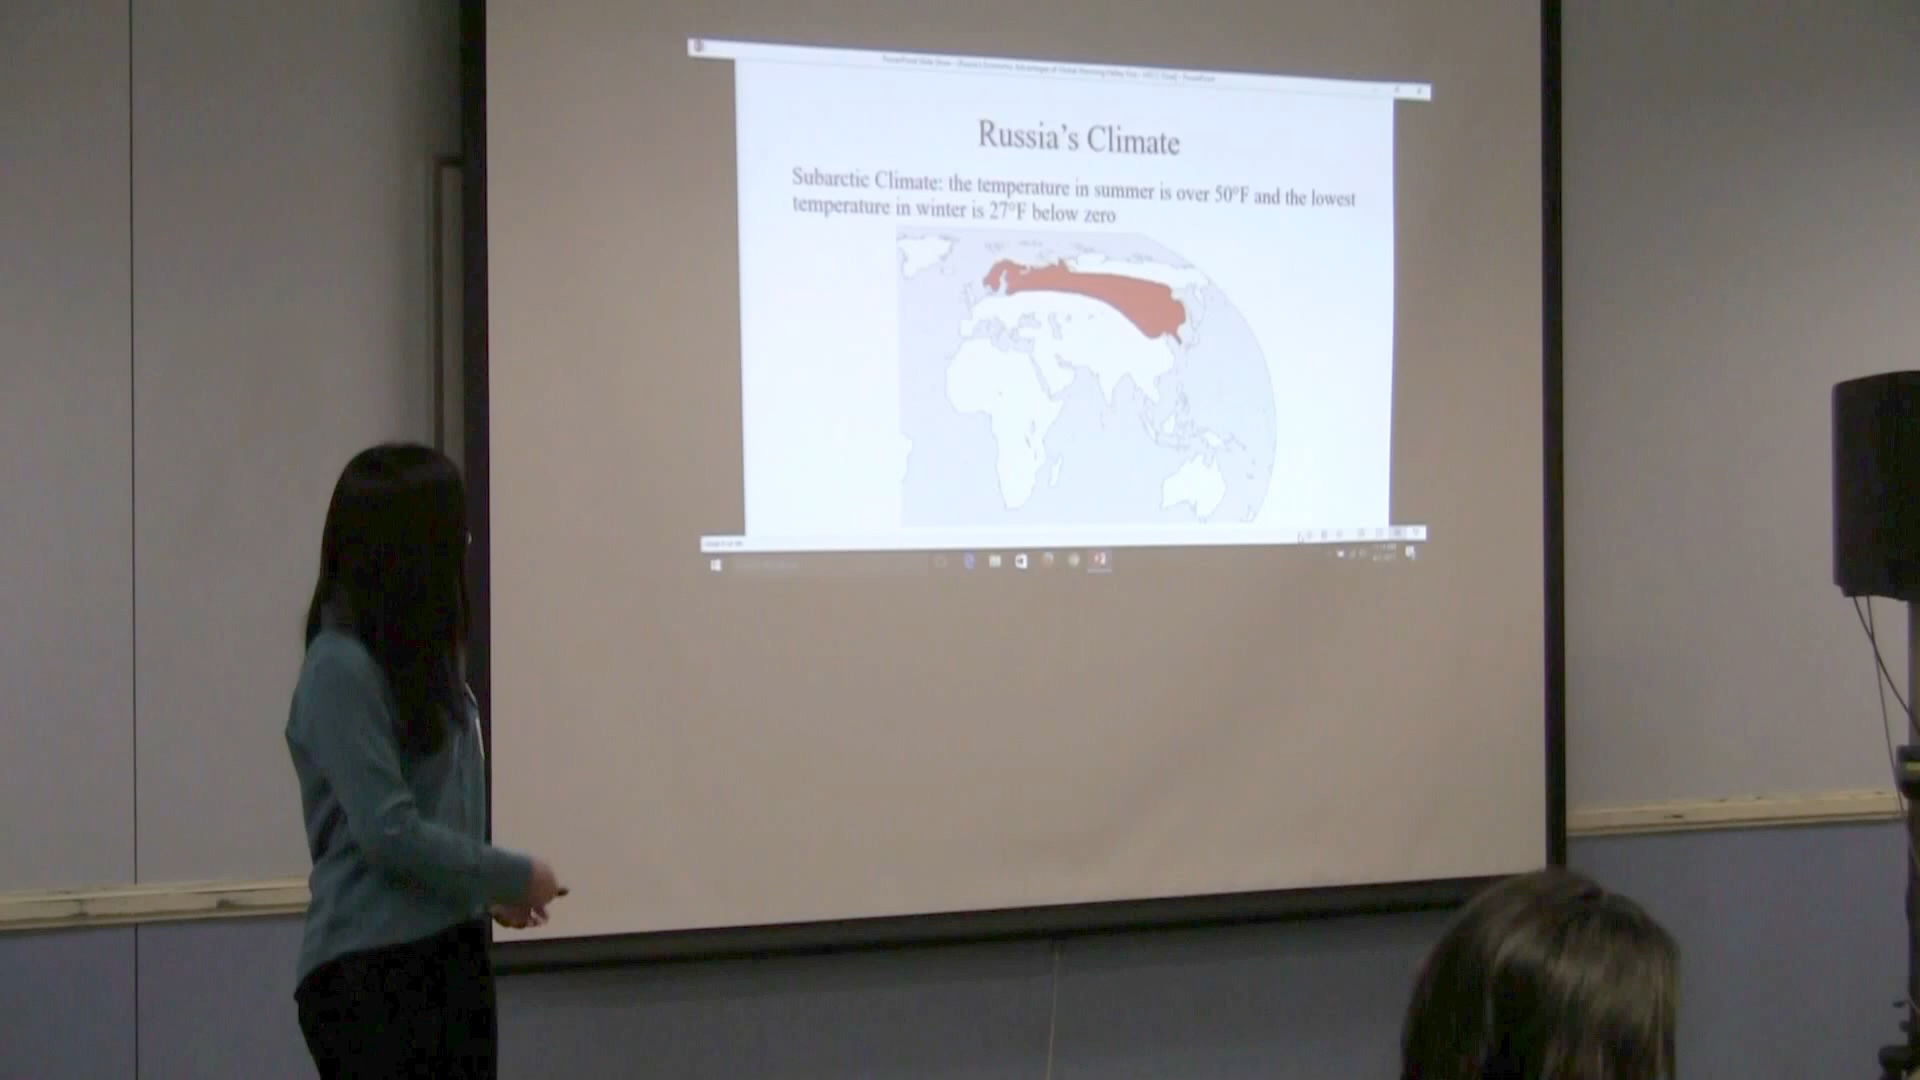 Russia's Climate
Subarctic Climate: the temperature in summer is over 50°F and the lowest
temperature in winter is 27°F below zero